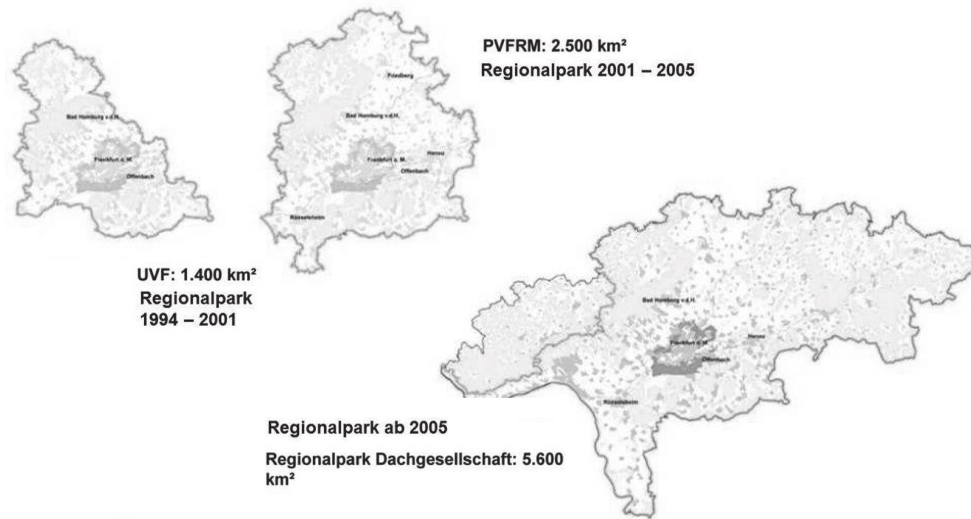 PVFRM: 2.500 km²
Regionalpark 2001 – 2005
Friedberg
Bad Homburg v.d.H.
Bad Homburg v.d.H.
Frankfurt a. M.
Offenbach
Frankfurt a. M.
Hanau
Offenbach
Rüsselsheim
UVF: 1.400 km²
Regionalpark
1994 – 2001
Bad Homburg v.d.H.
Frankfurt a. M.
Hanau
Offenbach
Rüsselsheim
Regionalpark ab 2005
Regionalpark Dachgesellschaft: 5.600
km²